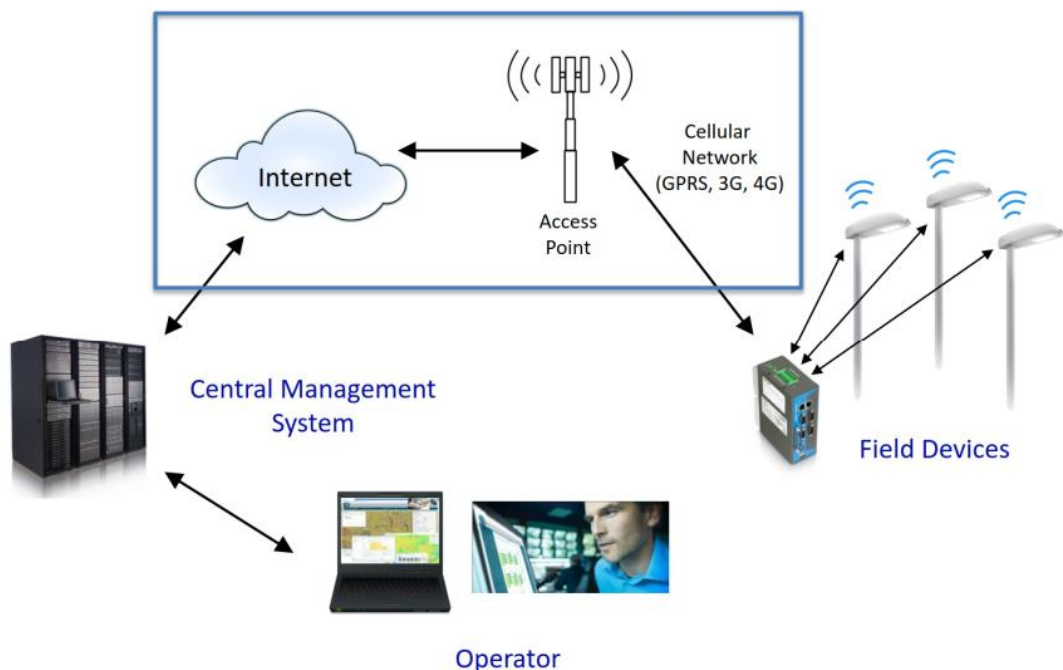 Internet
Access
Point
Cellular
Network
(GPRS, 3G, 4G)
Central Management
System
Field Devices
Operator